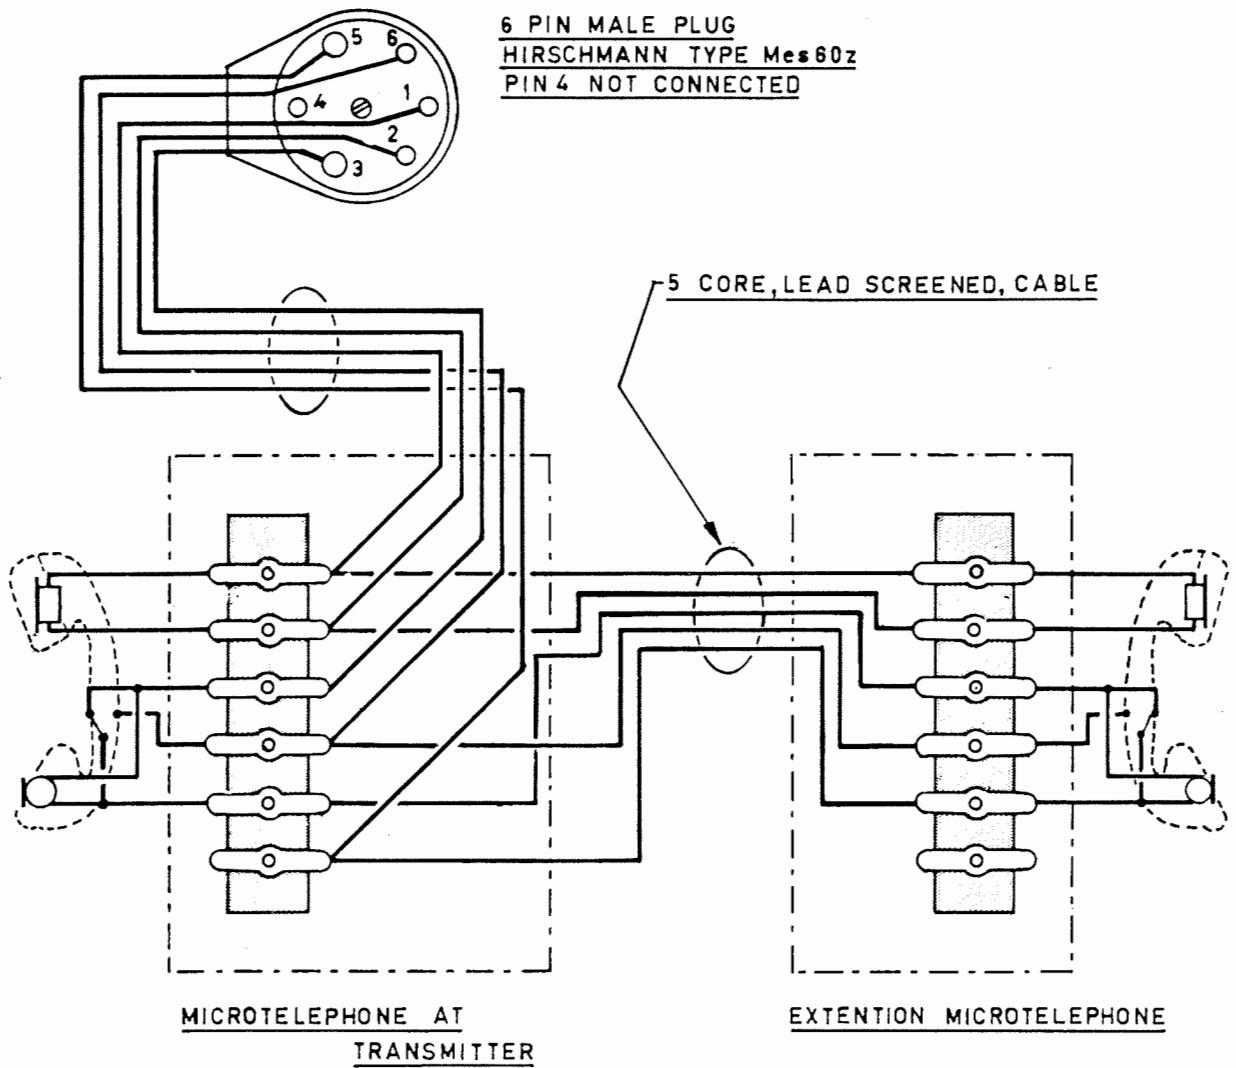 6 PIN MALE PLUG
HIRSCHMANN TYPE Mes60z
PIN 4 NOT CONNECTED
5
6
4
1
2
3
5 CORE, LEAD SCREENED, CABLE
MICROTELEPHONE AT
TRANSMITTER
EXTENTION MICROTELEPHONE